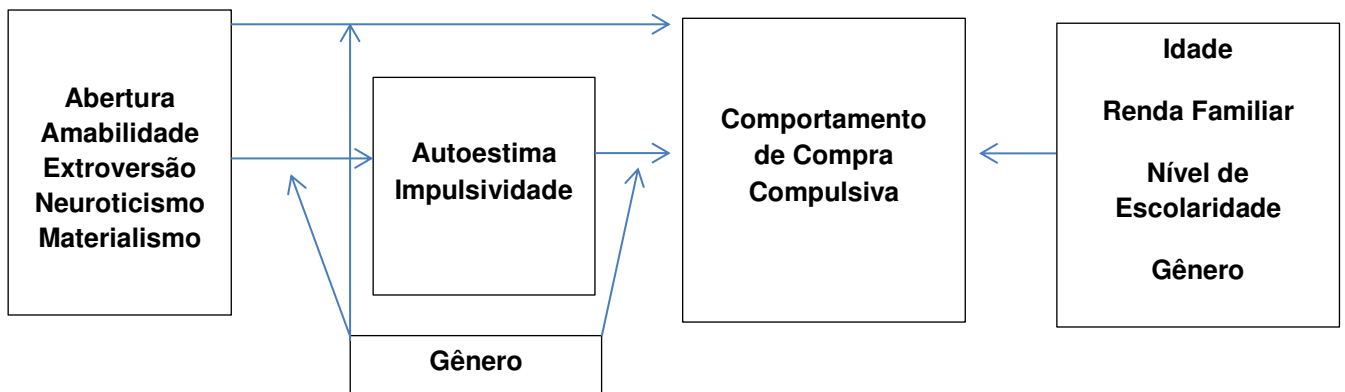 Abertura
Amabilidade
Extroversão
Neuroticismo
Materialismo
Autoestima
Impulsividade
Gênero
Comportamento
de Compra
Compulsiva
Idade
Renda Familiar
Nível de
Escolaridade
Gênero